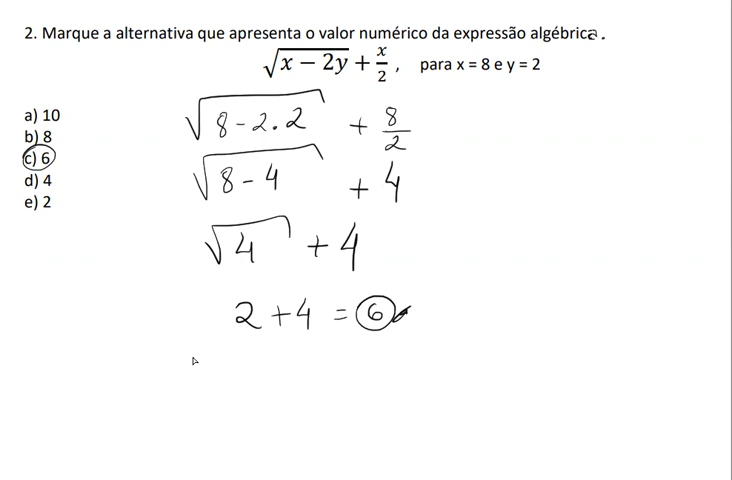 2. Marque a alternativa que apresenta o valor numérico da expressão algébrica.
√x − 2y + x/2, para x = 8 e y = 2
a) 10
b) 8
c) 6
d) 4
e) 2
√8 - 2.2 + 8/2
√8 - 4 + 4
√4 + 4
2 + 4 = 6